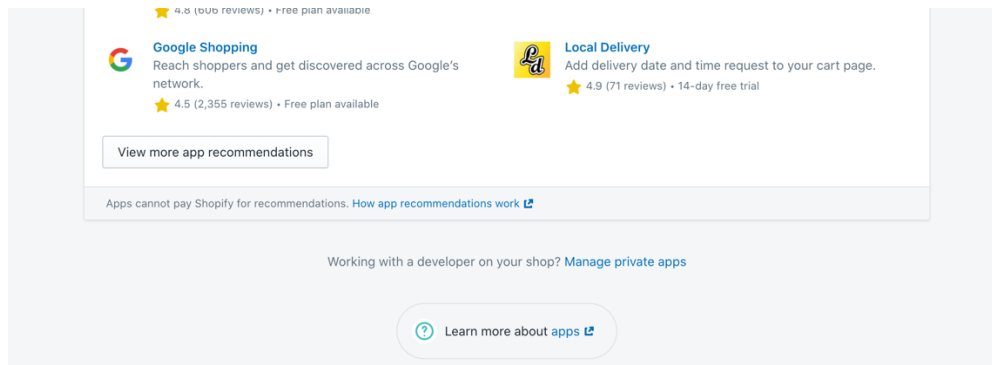 4.8 (606 reviews) • Free plan available
Google Shopping
Reach shoppers and get discovered across Google's
network.
4.5 (2,355 reviews) • Free plan available
Local Delivery
Add delivery date and time request to your cart page.
4.9 (71 reviews) • 14-day free trial
View more app recommendations
Apps cannot pay Shopify for recommendations. How app recommendations work
Working with a developer on your shop? Manage private apps
Learn more about apps